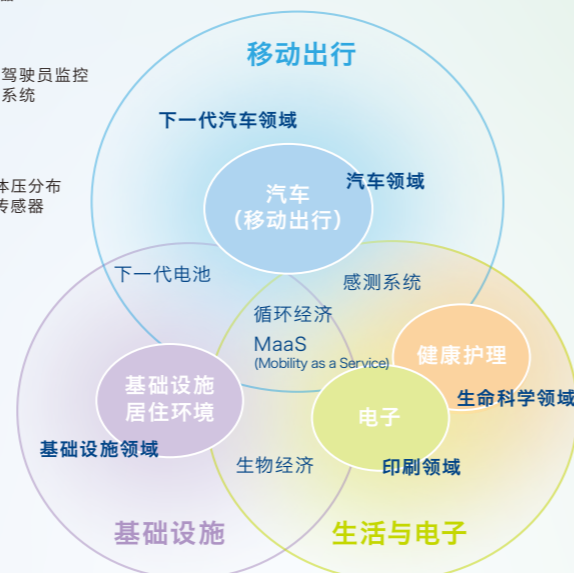 移动出行
驾驶员监控
系统
下一代汽车领域
体压分布
传感器
汽车领域
汽车
（移动出行）
下一代电池
感测系统
循环经济
MaaS
(Mobility as a Service)
健康护理
基础设施
居住环境
电子
生命科学领域
基础设施领域
生物经济
印刷领域
基础设施
生活与电子